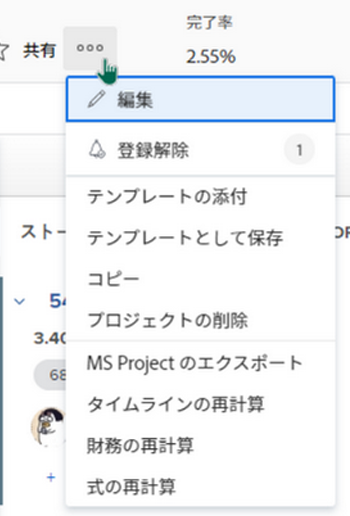 完了率
共有
2.55%
編集
登録解除 1
テンプレートの添付
ストー
テンプレートとして保存
コピー
54
プロジェクトの削除
3.40
MS Project のエクスポート
68
タイムラインの再計算
財務の再計算
+
式の再計算